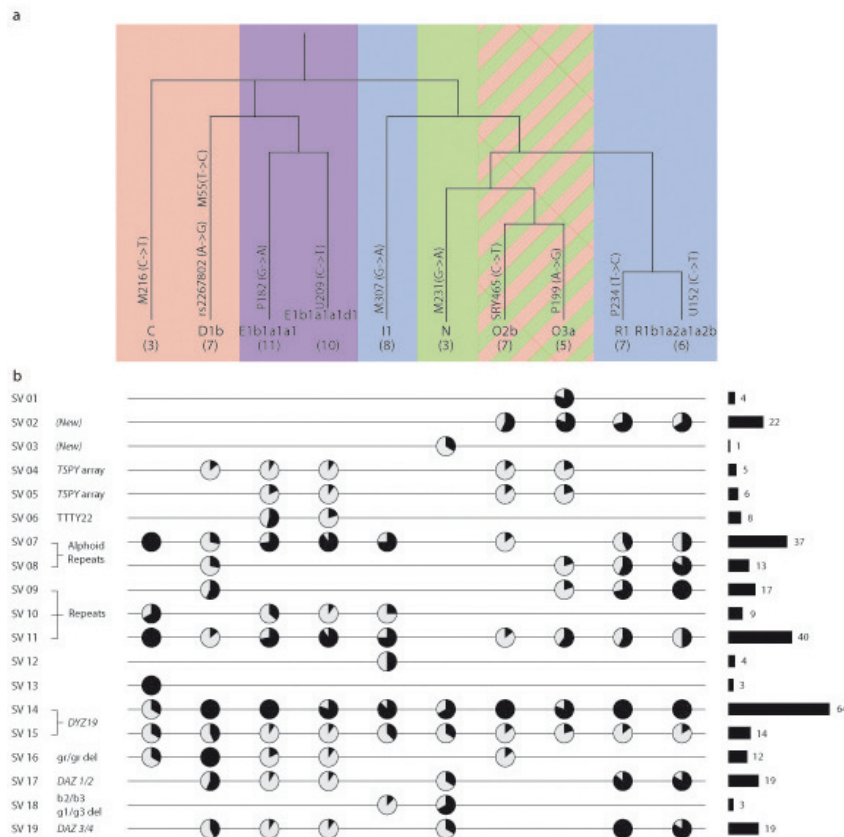 a
M216 (C->T)
rs2267802 (A->G) M55(T->C)
P182 (G->A)
U209 (C->T)
M307 (G->A)
M231(G->A)
SRY465 (C->T)
P199 (A->G)
P234 (T->C)
U152 (C->T)
C D1b E1b1a1a1 E1b1a1a1d1 I1 N O2b O3a R1 R1b1a2a1a2b
(3) (7) (11) (10) (8) (3) (7) (5) (7) (6)
b
SV 01 4
SV 02 (New) 22
SV 03 (New) 1
SV 04 TSPY array 5
SV 05 TSPY array 6
SV 06 TTTY22 8
SV 07 Alphoid 37
Repeats
SV 08 13
SV 09 17
SV 10 Repeats 9
SV 11 40
SV 12 4
SV 13 3
SV 14 64
DYZ19
SV 15 14
SV 16 gr/gr del 12
SV 17 DAZ 1/2 19
SV 18 b2/b3 3
g1/g3 del
SV 19 DAZ 3/4 19